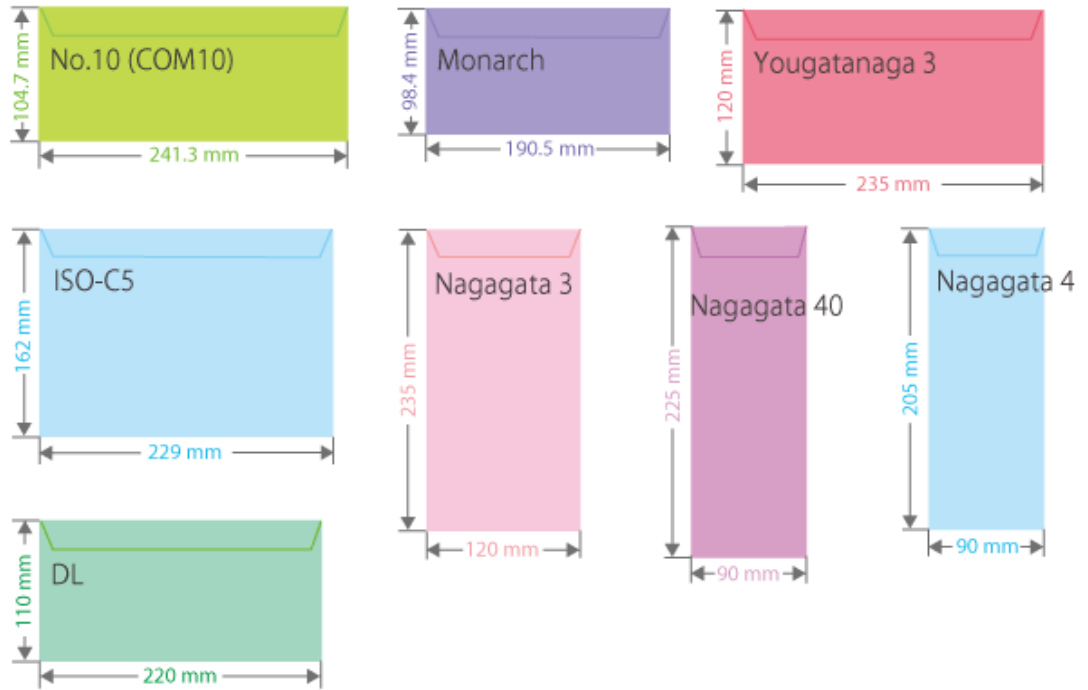 No.10 (COM10)
104.7 mm
241.3 mm
Monarch
98.4 mm
190.5 mm
Yougatanaga 3
120 mm
235 mm
ISO-C5
162 mm
229 mm
Nagagata 3
235 mm
120 mm
Nagagata 40
225 mm
90 mm
Nagagata 4
205 mm
90 mm
DL
110 mm
220 mm